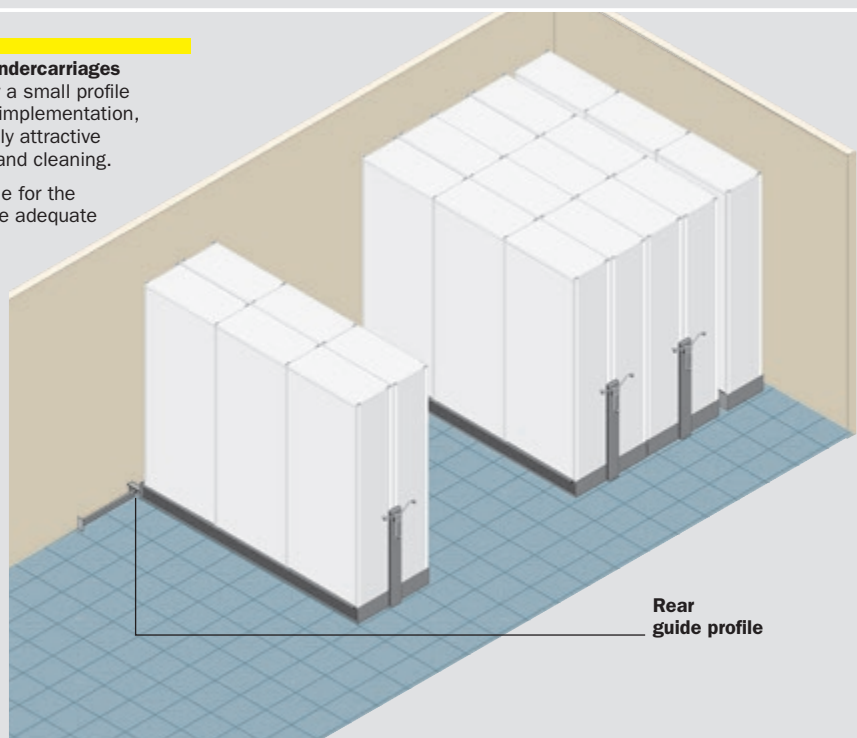 ndercarriages
a small profile
implementation,
ly attractive
and cleaning.
e for the
e adequate
Rear
guide profile